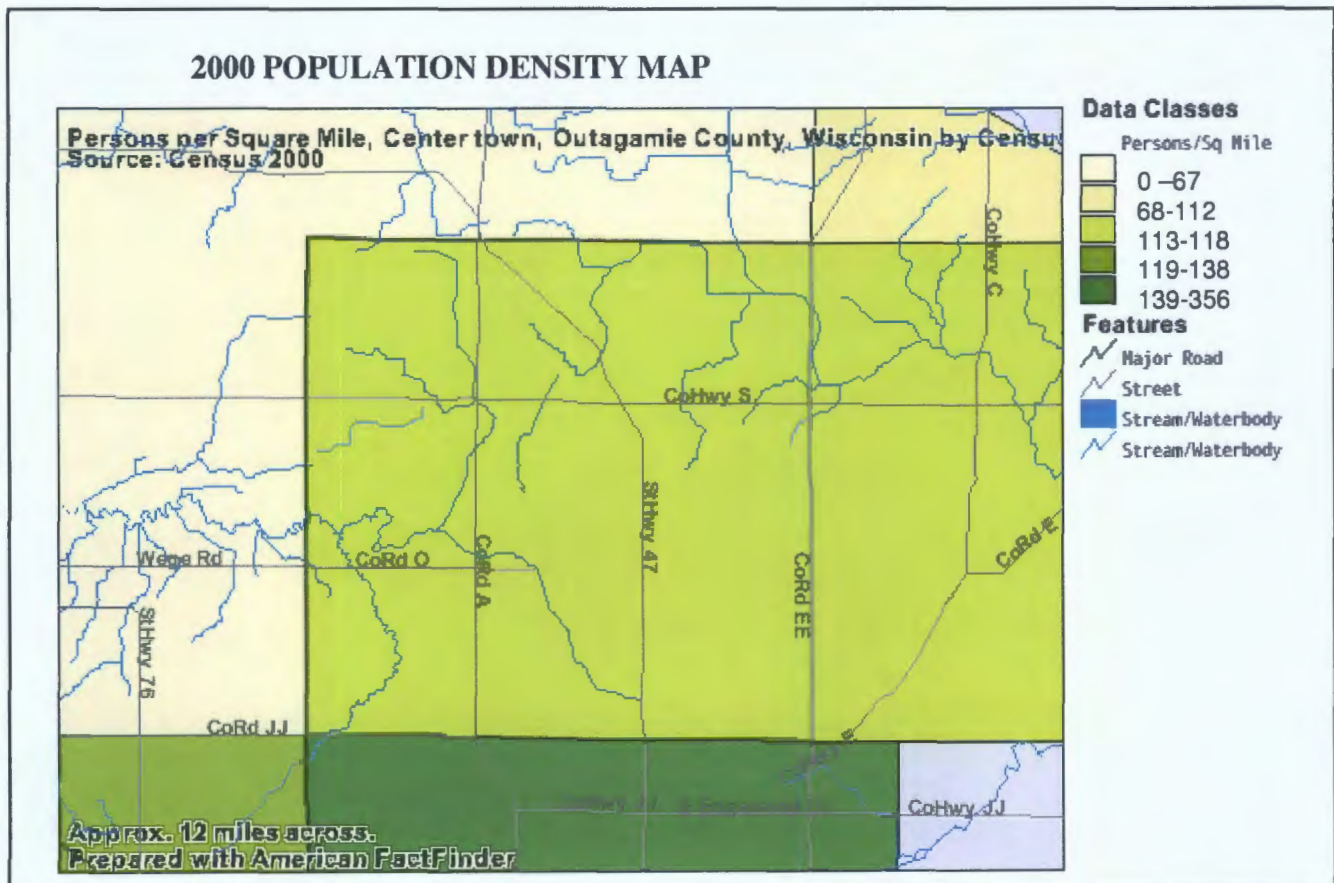 2000 POPULATION DENSITY MAP
Persons per Square Mile, Center town, Outagamie County, Wisconsin by Census
Source: Census 2000
Data Classes
Persons/Sq Mile
0 –67
68-112
113-118
119-138
139-356
Features
Major Road
Street
Stream/Waterbody
Stream/Waterbody
CoHwy C
CoHwy S
StHwy 47
CoRd A
CoRd EE
CoRd E
Wege Rd
CoRd O
StHwy 76
CoRd JJ
CoHwy JJ
Approx. 12 miles across.
Prepared with American FactFinder